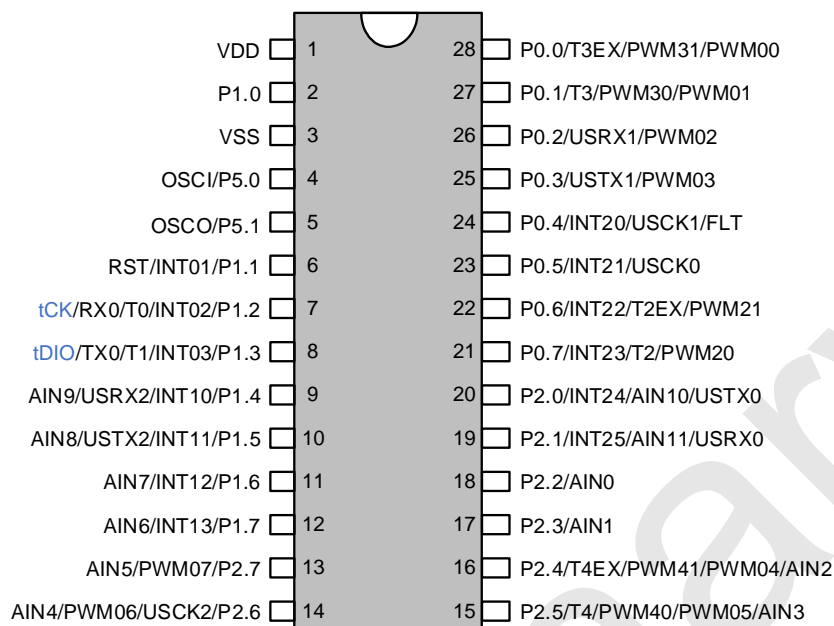 VDD 1 28 P0.0/T3EX/PWM31/PWM00
P1.0 2 27 P0.1/T3/PWM30/PWM01
VSS 3 26 P0.2/USRX1/PWM02
OSCI/P5.0 4 25 P0.3/USTX1/PWM03
OSCO/P5.1 5 24 P0.4/INT20/USCK1/FLT
RST/INT01/P1.1 6 23 P0.5/INT21/USCK0
tCK/RX0/T0/INT02/P1.2 7 22 P0.6/INT22/T2EX/PWM21
tDIO/TX0/T1/INT03/P1.3 8 21 P0.7/INT23/T2/PWM20
AIN9/USRX2/INT10/P1.4 9 20 P2.0/INT24/AIN10/USTX0
AIN8/USTX2/INT11/P1.5 10 19 P2.1/INT25/AIN11/USRX0
AIN7/INT12/P1.6 11 18 P2.2/AIN0
AIN6/INT13/P1.7 12 17 P2.3/AIN1
AIN5/PWM07/P2.7 13 16 P2.4/T4EX/PWM41/PWM04/AIN2
AIN4/PWM06/USCK2/P2.6 14 15 P2.5/T4/PWM40/PWM05/AIN3